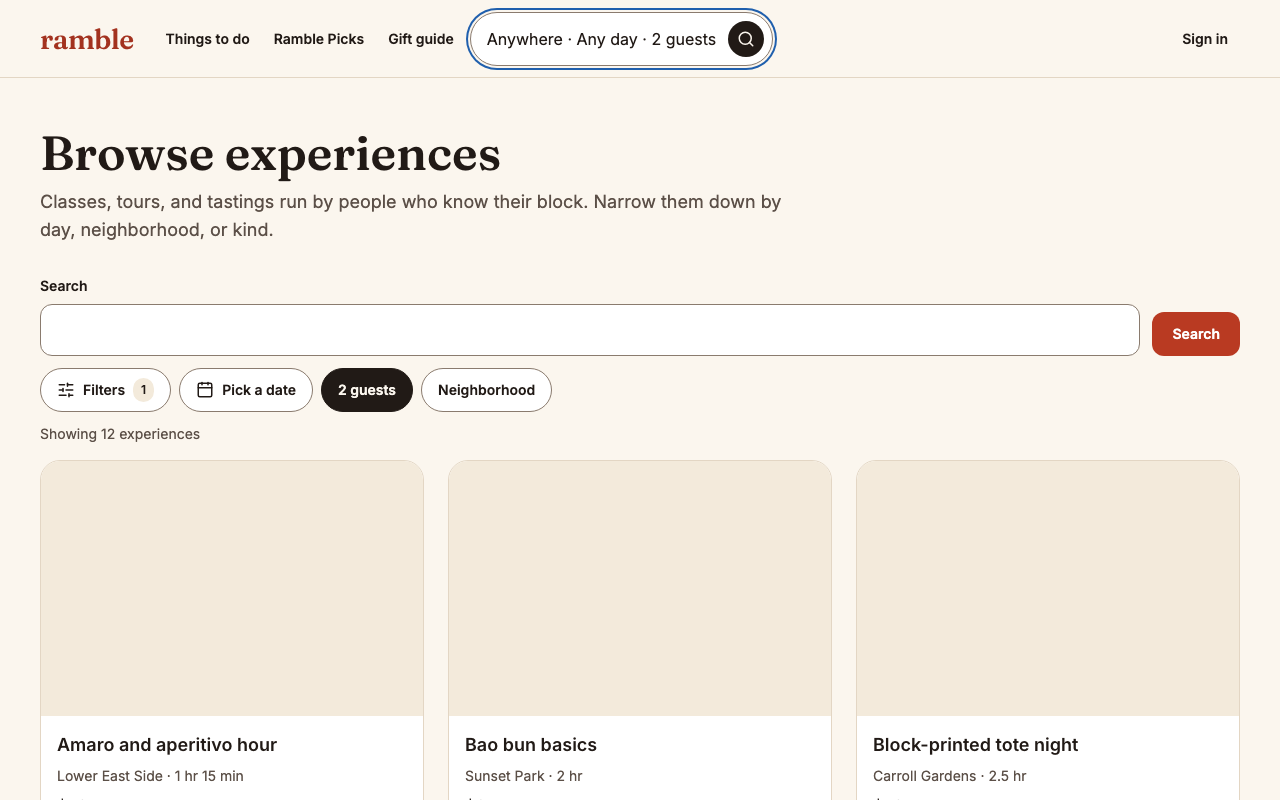 ramble
Things to do
Ramble Picks
Gift guide
Anywhere · Any day · 2 guests
Sign in
Browse experiences
Classes, tours, and tastings run by people who know their block. Narrow them down by
day, neighborhood, or kind.
Search
Search
Filters 1
Pick a date
2 guests
Neighborhood
Showing 12 experiences
Amaro and aperitivo hour
Lower East Side · 1 hr 15 min
Bao bun basics
Sunset Park · 2 hr
Block-printed tote night
Carroll Gardens · 2.5 hr